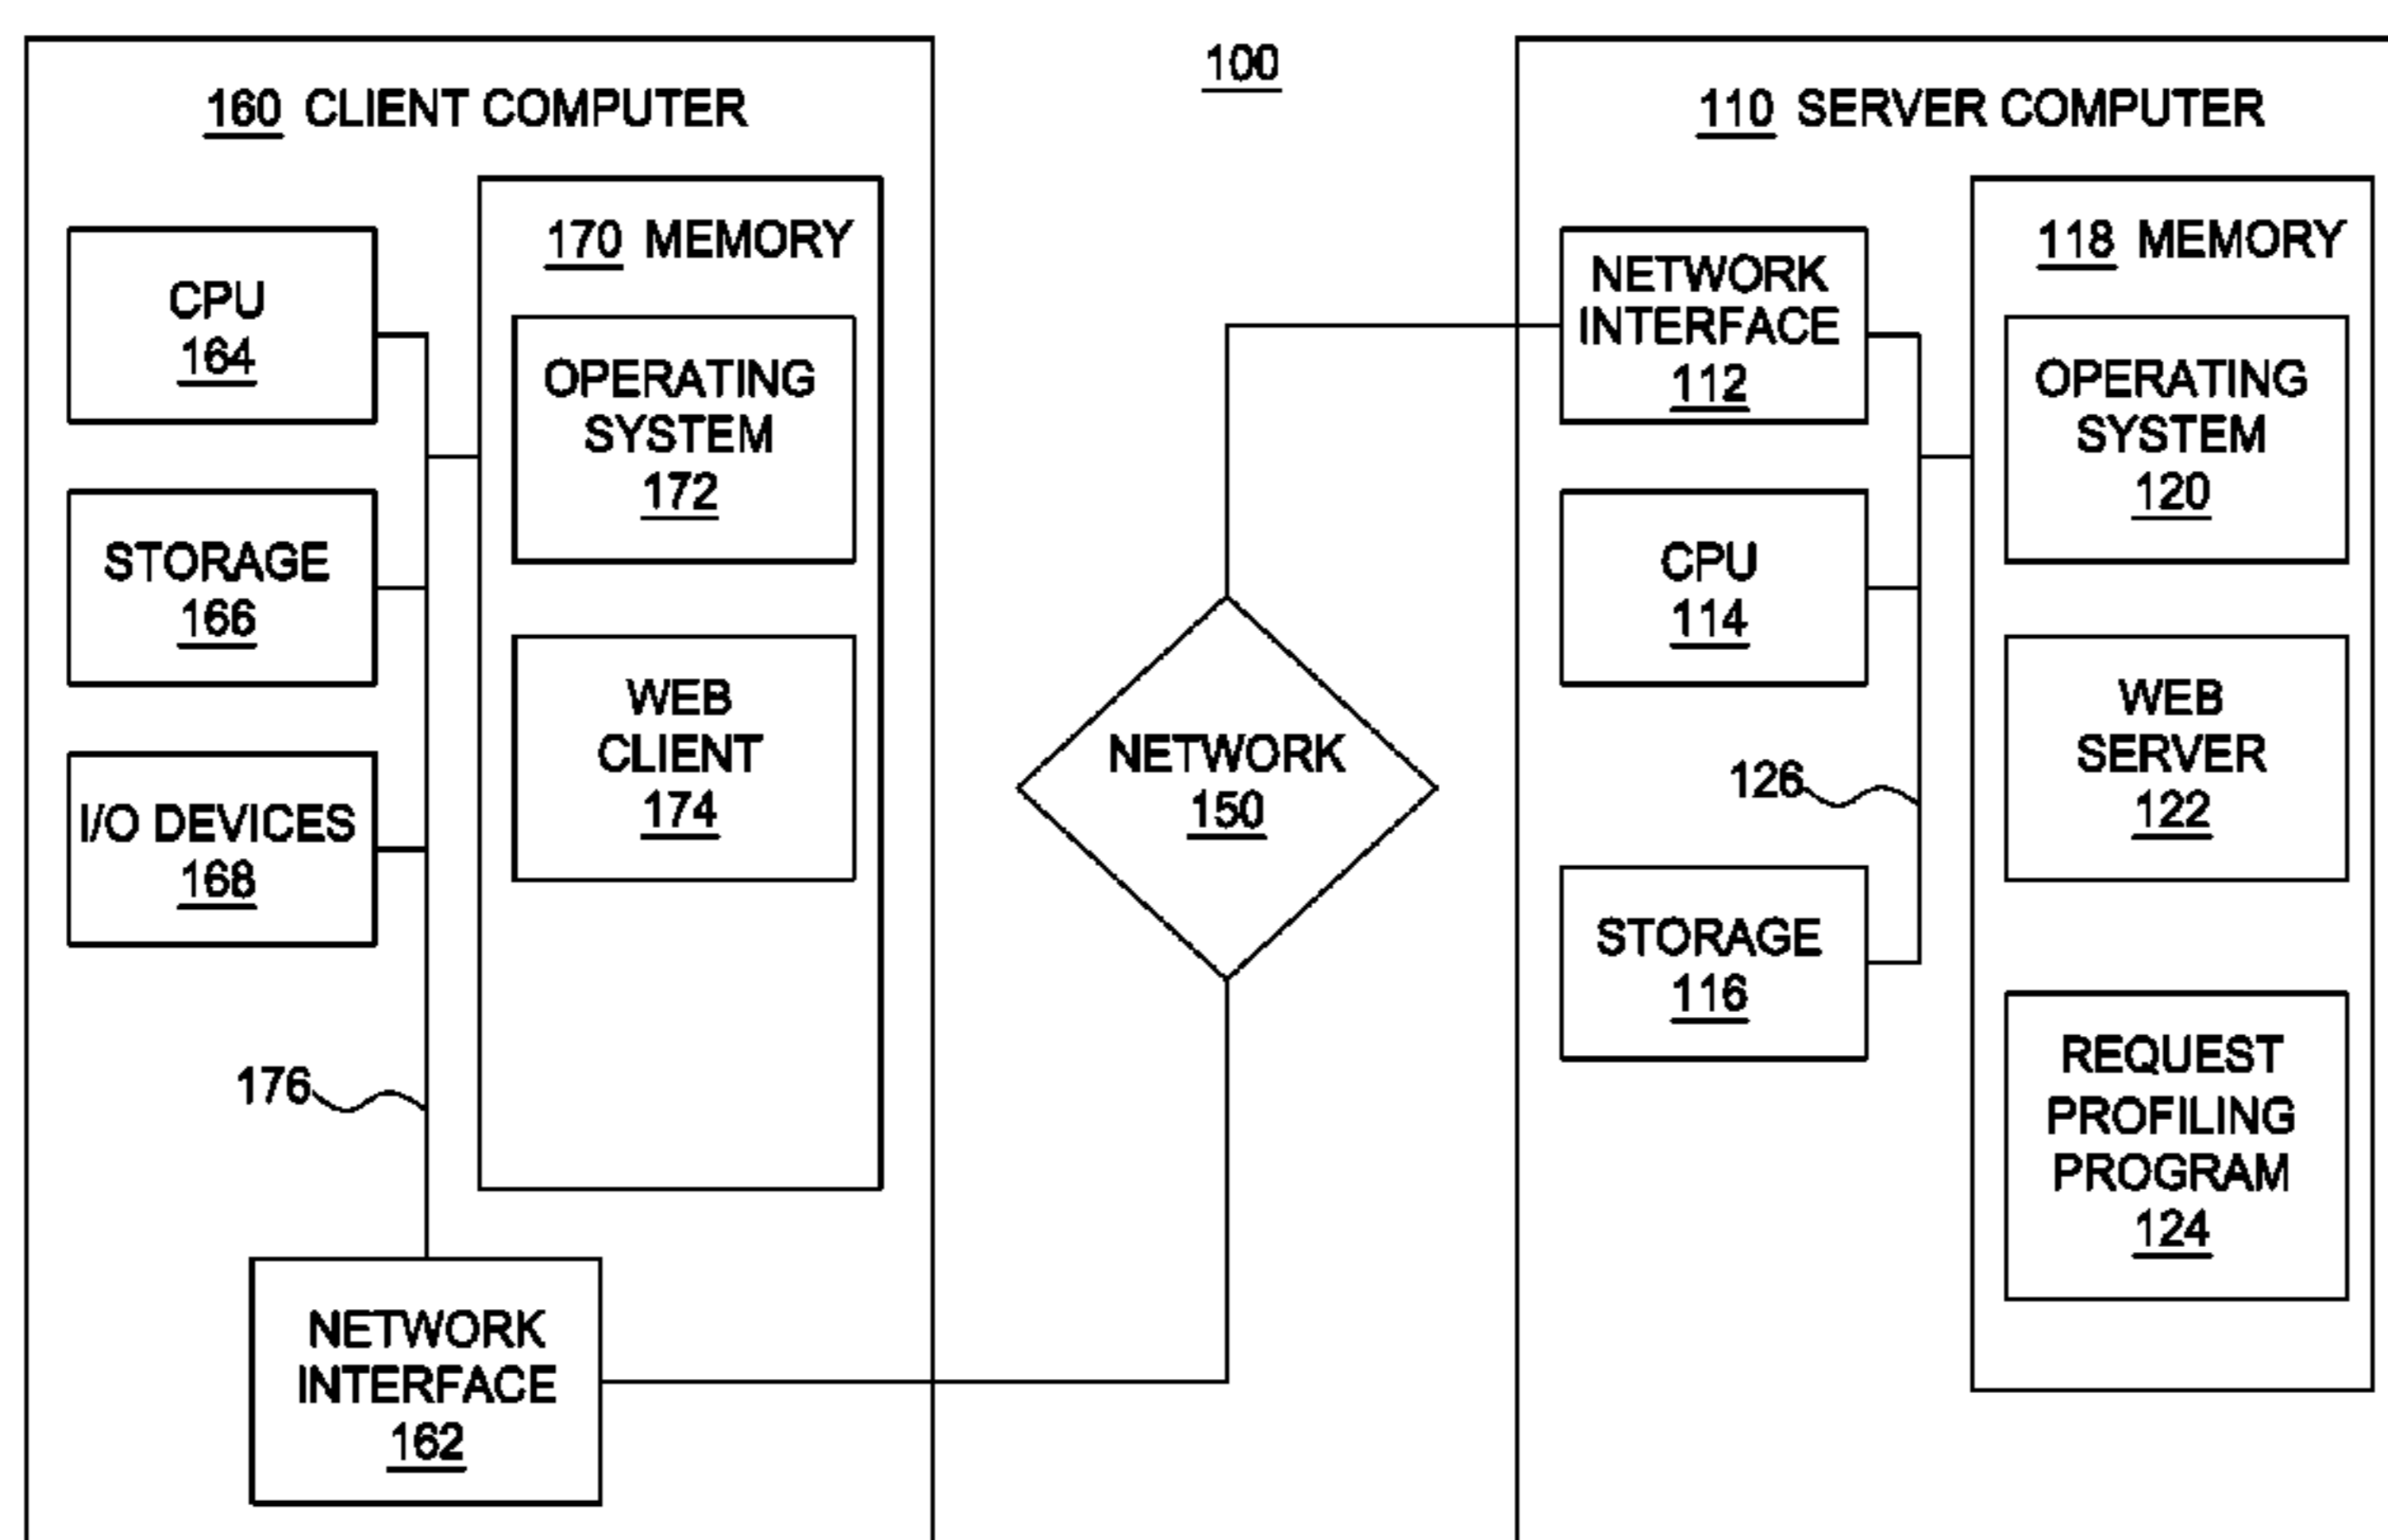 100
160 CLIENT COMPUTER
CPU
164
STORAGE
166
I/O DEVICES
168
176
170 MEMORY
OPERATING
SYSTEM
172
WEB
CLIENT
174
NETWORK
INTERFACE
162
NETWORK
150
110 SERVER COMPUTER
NETWORK
INTERFACE
112
CPU
114
126
STORAGE
116
118 MEMORY
OPERATING
SYSTEM
120
WEB
SERVER
122
REQUEST
PROFILING
PROGRAM
124